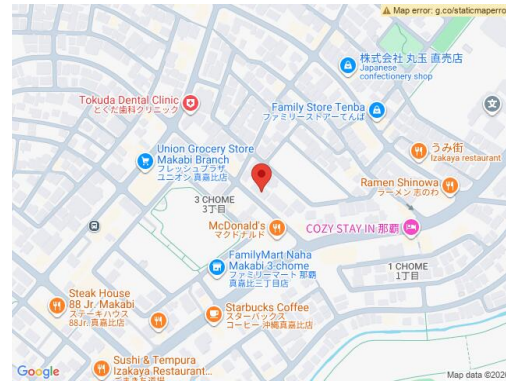 Map error: g.co/staticmaperro
株式会社 丸玉 直売店
Japanese
confectionery shop
Tokuda Dental Clinic
とくだ歯科クリニック
Family Store Tenba
ファミリーストアーてんば
文
Union Grocery Store
Makabi Branch
フレッシュプラザ
ユニオン 真嘉比店
うみ街
Izakaya restaurant
Ramen Shinowa
ラーメン 志のわ
3 CHOME
3丁目
McDonald's
マクドナルド
COZY STAY IN 那覇
FamilyMart Naha
Makabi 3-chome
ファミリーマート 那覇
真嘉比三丁目店
1 CHOME
1丁目
Steak House
88 Jr. Makabi
ステーキハウス
88Jr. 真嘉比店
Starbucks Coffee
スターバックス
コーヒー 沖縄真嘉比店
Sushi & Tempura
Izakaya Restaurant...
Google
Map data ©2026